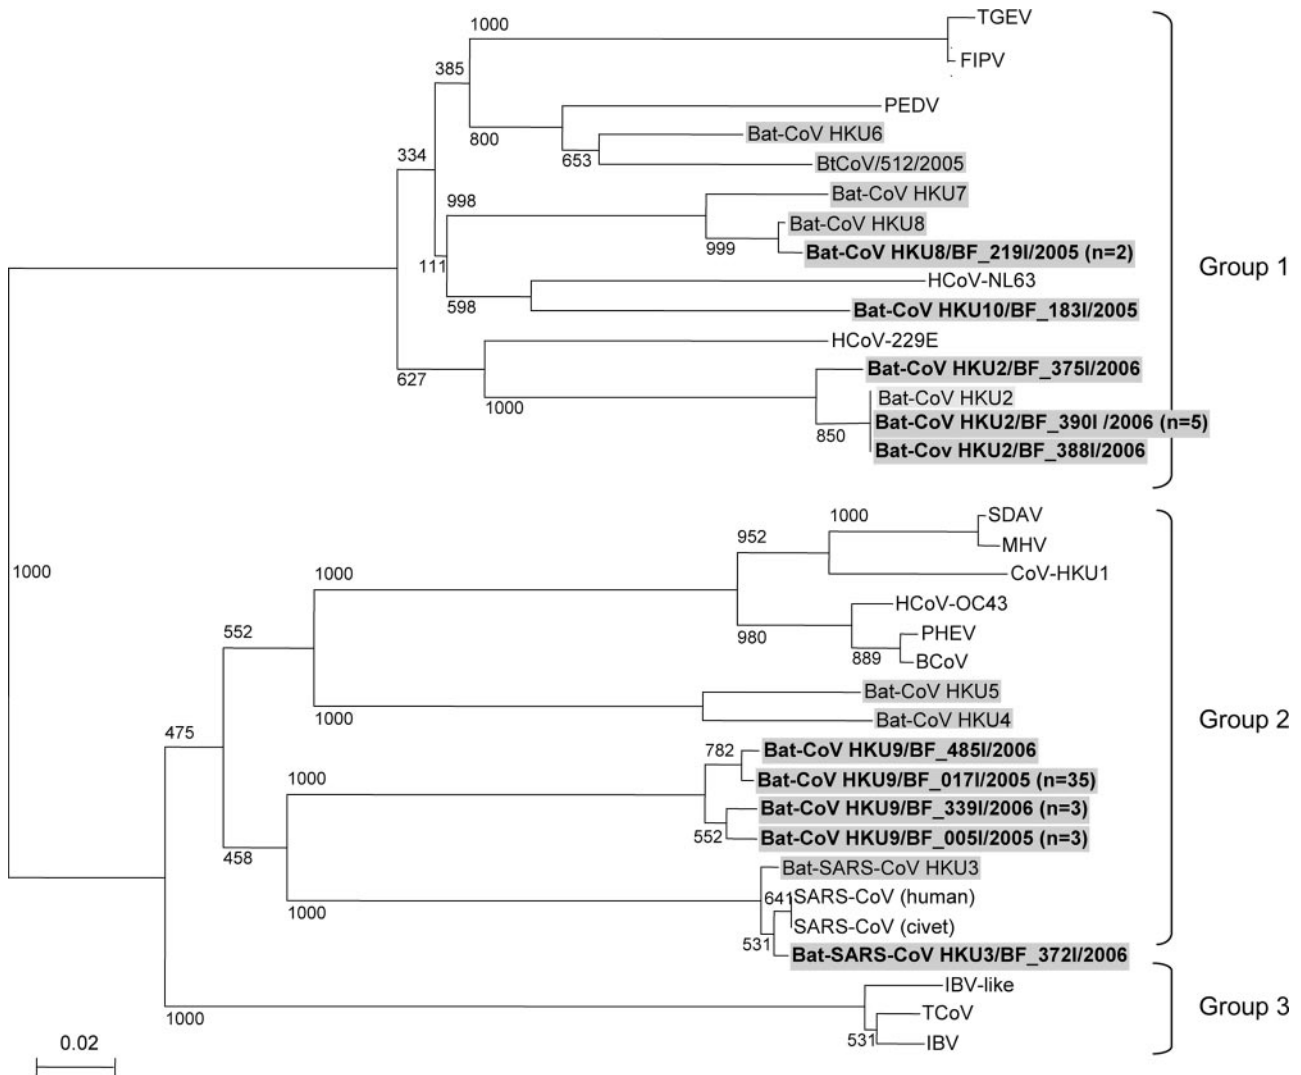 1000
TGEV
FIPV
385
PEDV
800
Bat-CoV HKU6
653
BtCoV/512/2005
334
998
Bat-CoV HKU7
Bat-CoV HKU8
999
Bat-CoV HKU8/BF_219I/2005 (n=2)
111
Group 1
HCoV-NL63
598
Bat-CoV HKU10/BF_183I/2005
HCoV-229E
627
Bat-CoV HKU2/BF_375I/2006
1000
Bat-CoV HKU2
Bat-CoV HKU2/BF_390I /2006 (n=5)
850
Bat-Cov HKU2/BF_388I/2006
1000
SDAV
952
MHV
1000
1000
CoV-HKU1
HCoV-OC43
552
980
PHEV
889
BCoV
Bat-CoV HKU5
1000
Bat-CoV HKU4
Group 2
475
782
Bat-CoV HKU9/BF_485I/2006
1000
Bat-CoV HKU9/BF_017I/2005 (n=35)
Bat-CoV HKU9/BF_339I/2006 (n=3)
552
Bat-CoV HKU9/BF_005I/2005 (n=3)
458
Bat-SARS-CoV HKU3
641
SARS-CoV (human)
1000
SARS-CoV (civet)
531
Bat-SARS-CoV HKU3/BF_372I/2006
IBV-like
Group 3
1000
TCoV
531
IBV
0.02